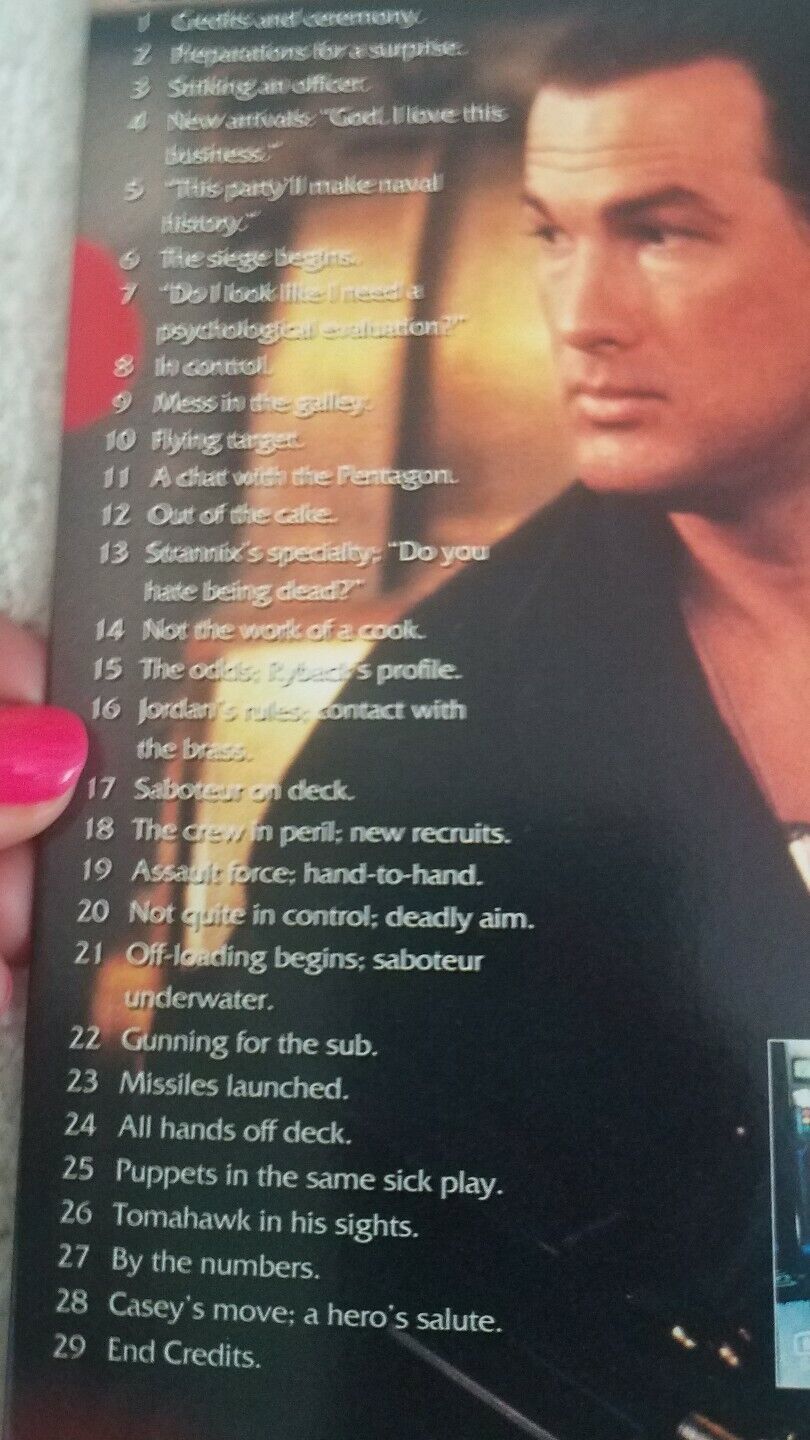 1 Credits and ceremony.
2 Preparations for a surprise.
3 Striking an officer.
4 New arrivals: "God, I love this
business."
5 "This party'll make naval
history."
6 The siege begins.
7 "Do I look like I need a
psychological evaluation?"
8 In control.
9 Mess in the galley.
10 Flying target.
11 A chat with the Pentagon.
12 Out of the cake.
13 Strannix's specialty; "Do you
hate being dead?"
14 Not the work of a cook.
15 The odds; Ryback's profile.
16 Jordan's rules; contact with
the brass.
17 Saboteur on deck.
18 The crew in peril; new recruits.
19 Assault force; hand-to-hand.
20 Not quite in control; deadly aim.
21 Off-loading begins; saboteur
underwater.
22 Gunning for the sub.
23 Missiles launched.
24 All hands off deck.
25 Puppets in the same sick play.
26 Tomahawk in his sights.
27 By the numbers.
28 Casey's move; a hero's salute.
29 End Credits.